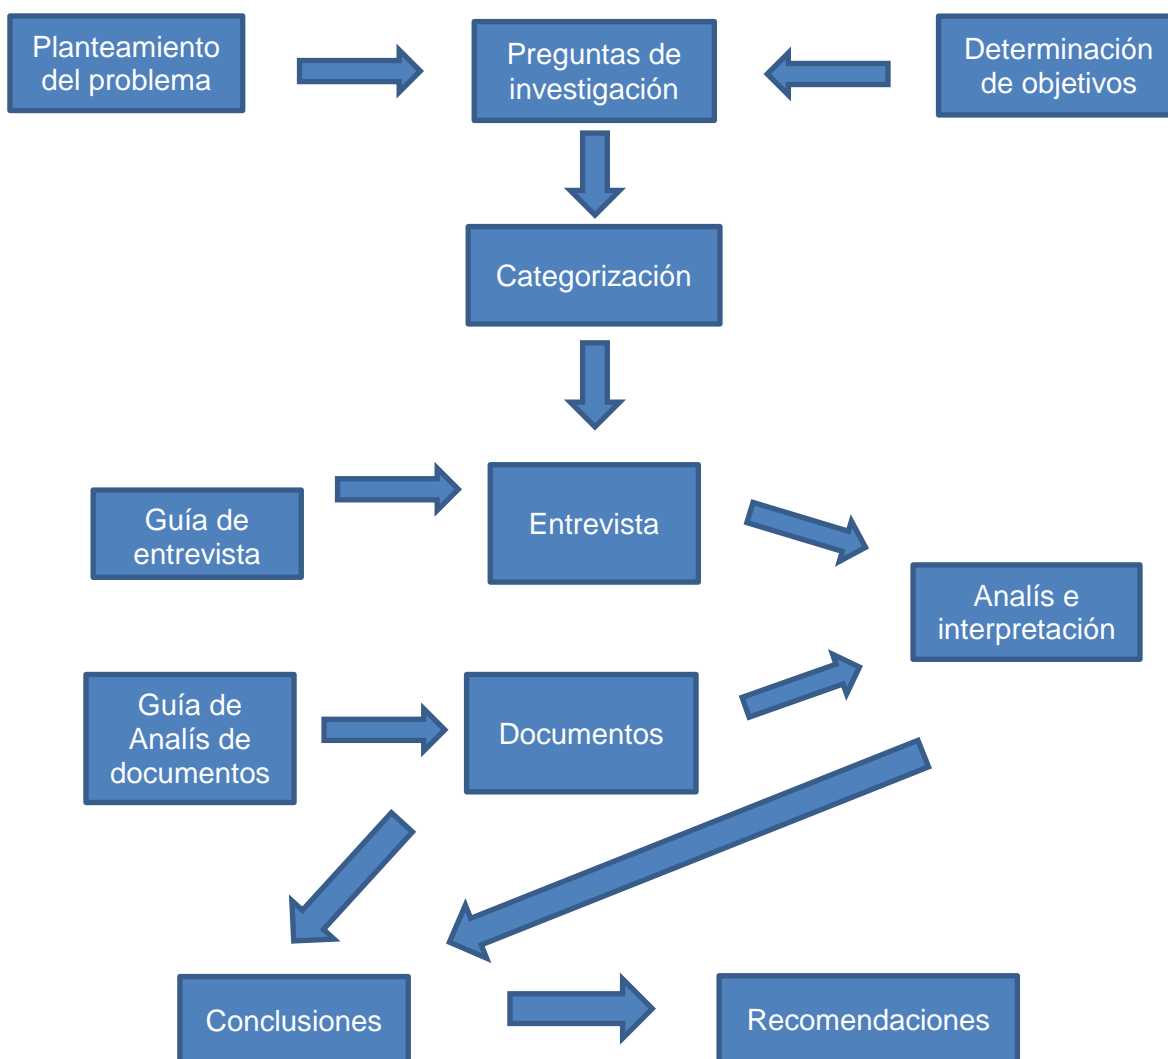 Planteamiento
del problema
Preguntas de
investigación
Determinación
de objetivos
Categorización
Guía de
entrevista
Entrevista
Analís e
interpretación
Guía de
Analís de
documentos
Documentos
Conclusiones
Recomendaciones